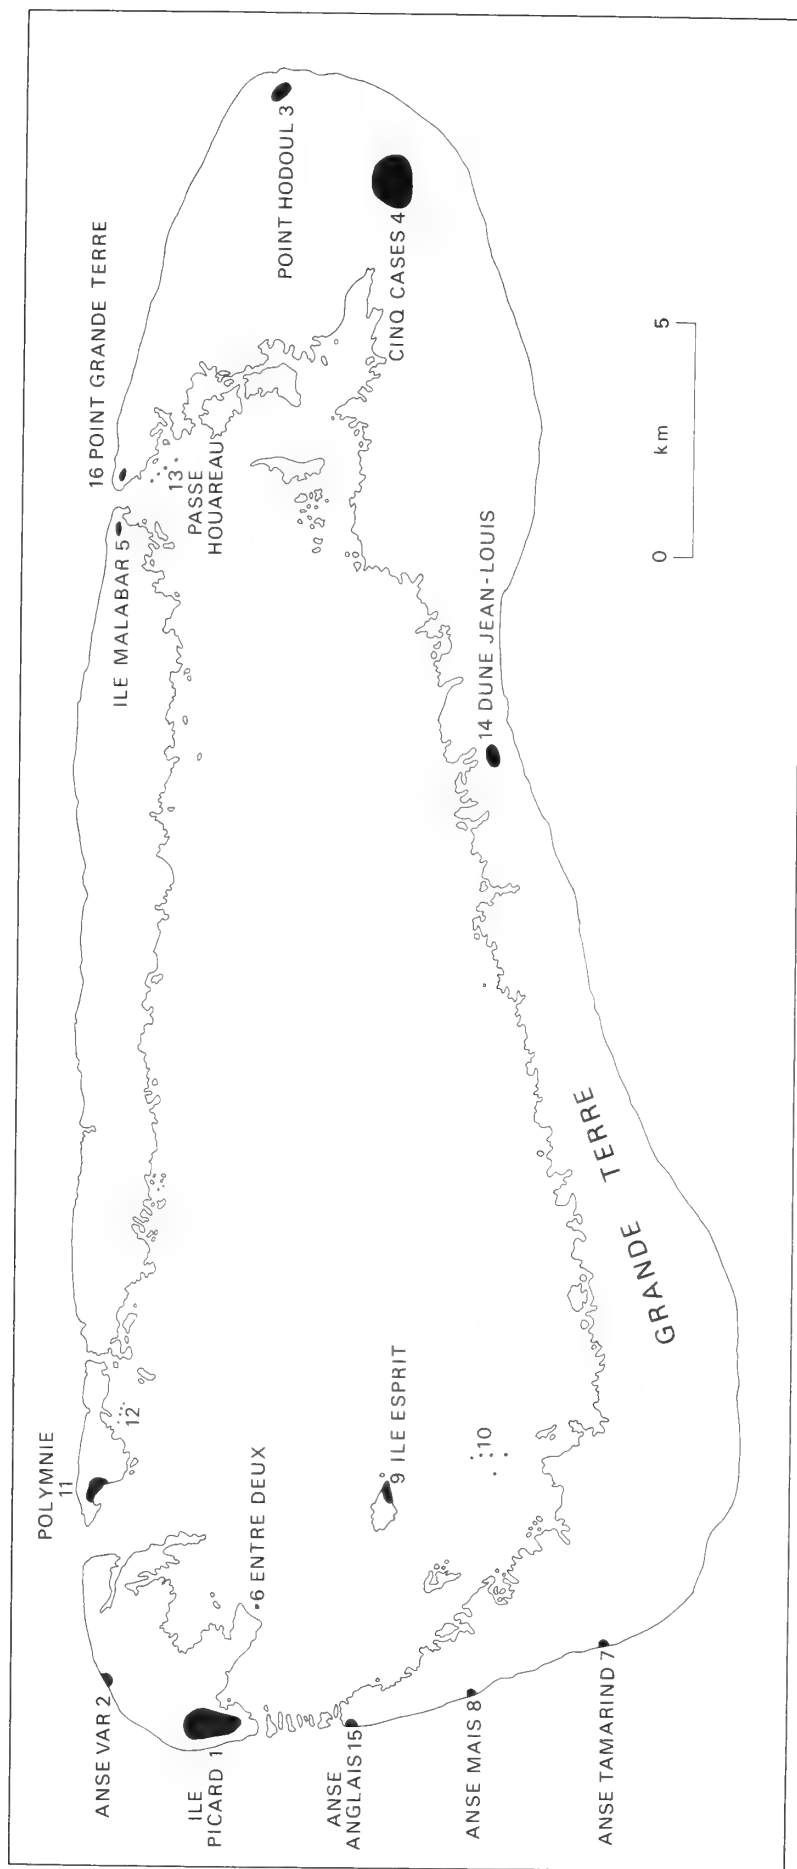 16 POINT GRANDE TERRE
ILE MALABAR 5
13
PASSE
HOUAREAU
POINT HODOUL 3
CINQ CASES 4
14 DUNE JEAN-LOUIS
5
km
0
POLYMNIE
11
12
6 ENTRE DEUX
9 ILE ESPRIT
10
GRANDE TERRE
ANSE VAR 2
ILE
PICARD 1
ANSE
ANGLAIS 15
ANSE MAIS 8
ANSE TAMARIND 7